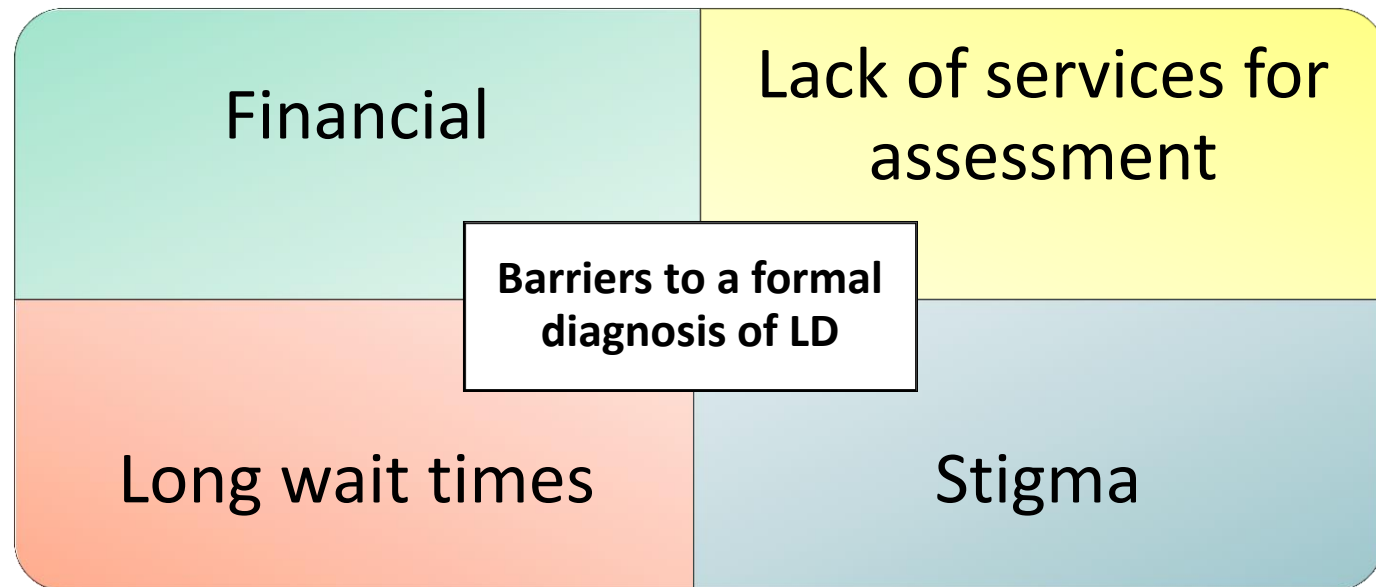 Financial
Lack of services for
assessment
Barriers to a formal
diagnosis of LD
Long wait times
Stigma